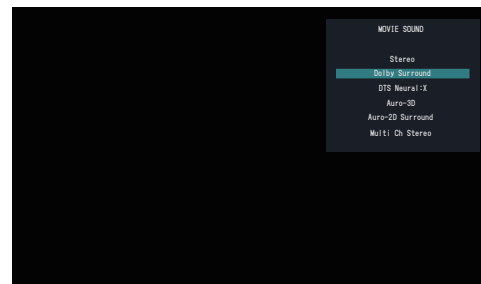 MOVIE SOUND
Stereo
Dolby Surround
DTS Neural:X
Auro-3D
Auro-2D Surround
Multi Ch Stereo